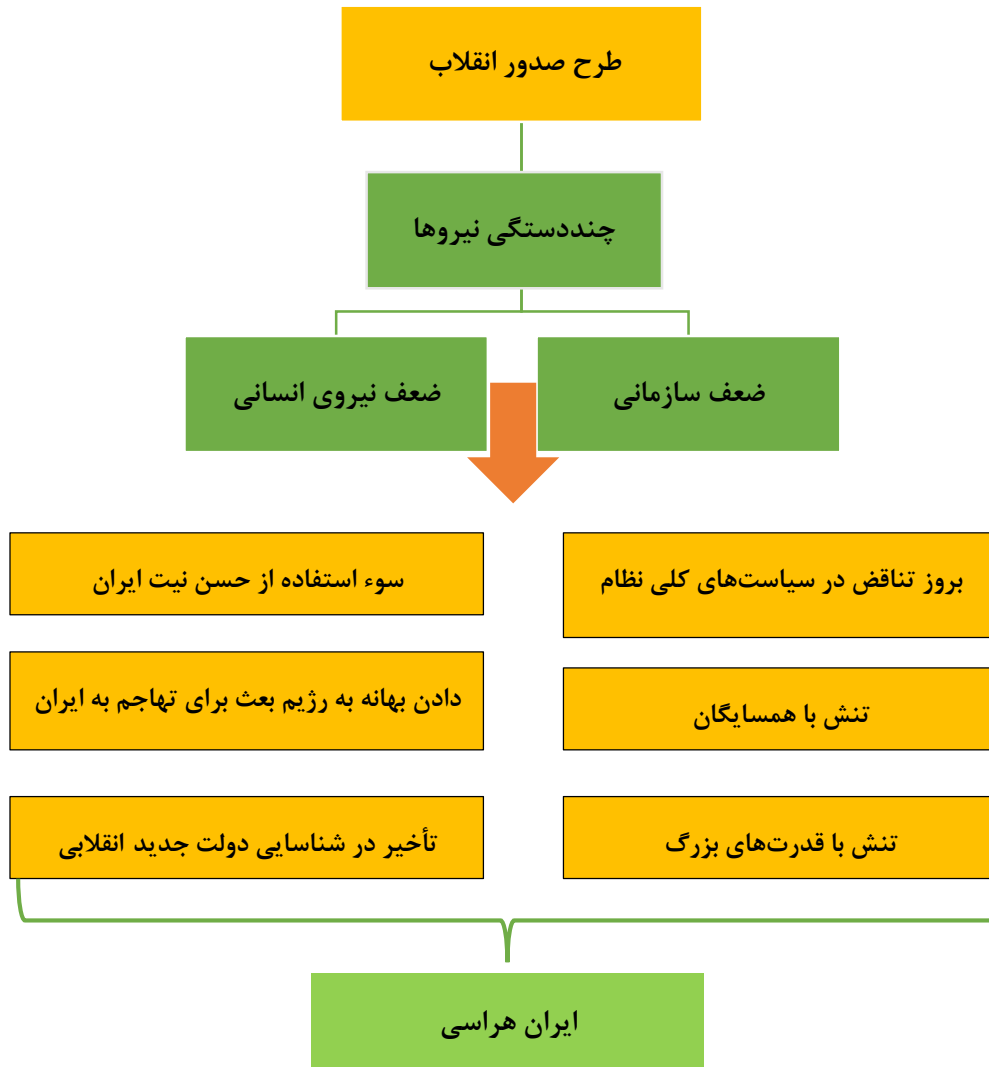 طرح صدور انقلاب
چنددستگی نیروها
ضعف سازمانی
ضعف نیروی انسانی
بروز تناقض در سیاست‌های کلی نظام
سوء استفاده از حسن نیت ایران
تنش با همسایگان
دادن بهانه به رژیم بعث برای تهاجم به ایران
تنش با قدرت‌های بزرگ
تأخیر در شناسایی دولت جدید انقلابی
ایران هراسی